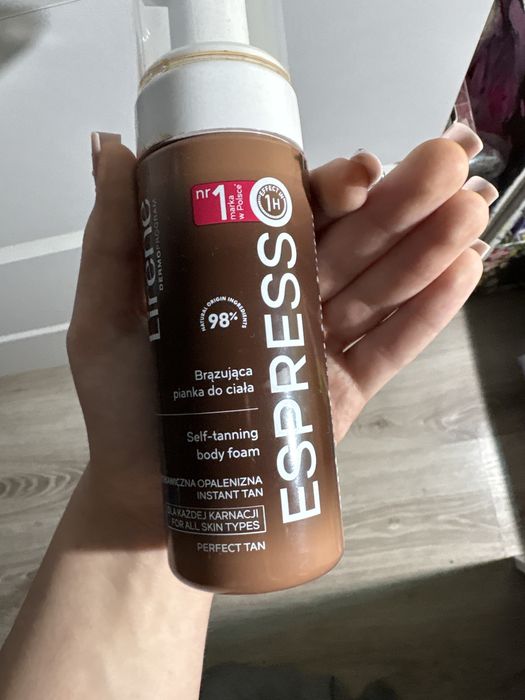 nr 1
marka
w Polsce
EFFECT IN
1H
Lirene
DERMOPROGRAM
ESPRESSO
NATURAL ORIGIN INGREDIENTS
98%
Brązująca
pianka do ciała
Self-tanning
body foam
OPALENIZNA
INSTANT TAN
DLA KAŻDEJ KARNACJI
FOR ALL SKIN TYPES
PERFECT TAN